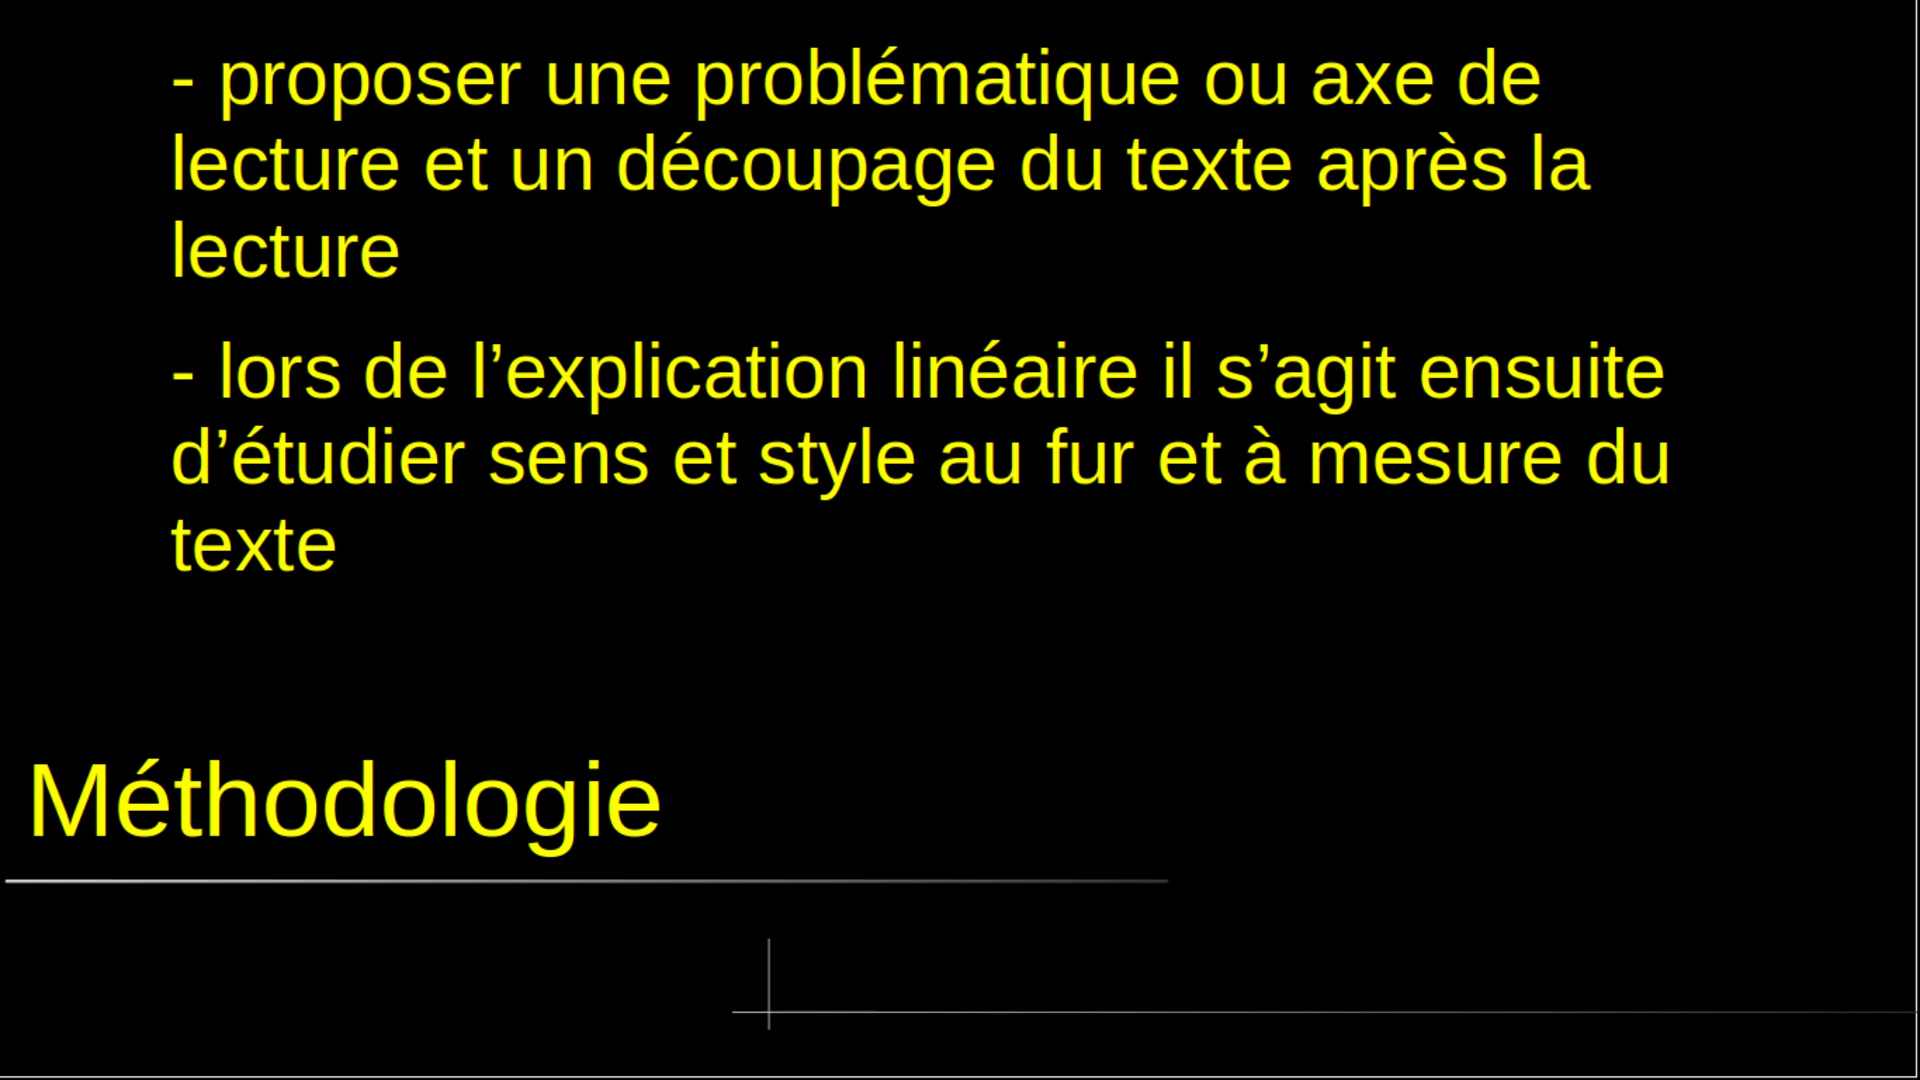 - proposer une problématique ou axe de
lecture et un découpage du texte après la
lecture
- lors de l’explication linéaire il s’agit ensuite
d’étudier sens et style au fur et à mesure du
texte
Méthodologie